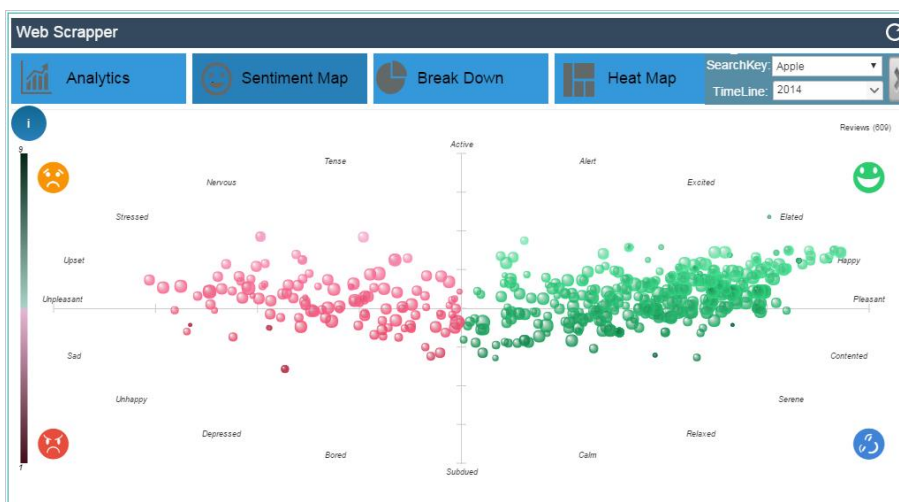 Web Scrapper
Analytics
Sentiment Map
Break Down
Heat Map
SearchKey: Apple
TimeLine: 2014
i
Reviews (609)
9
Active
Tense
Alert
Nervous
Excited
Stressed
Elated
Upset
Happy
Unpleasant
Pleasant
Sad
Contented
Unhappy
Serene
Depressed
Relaxed
Bored
Calm
1
Subdued